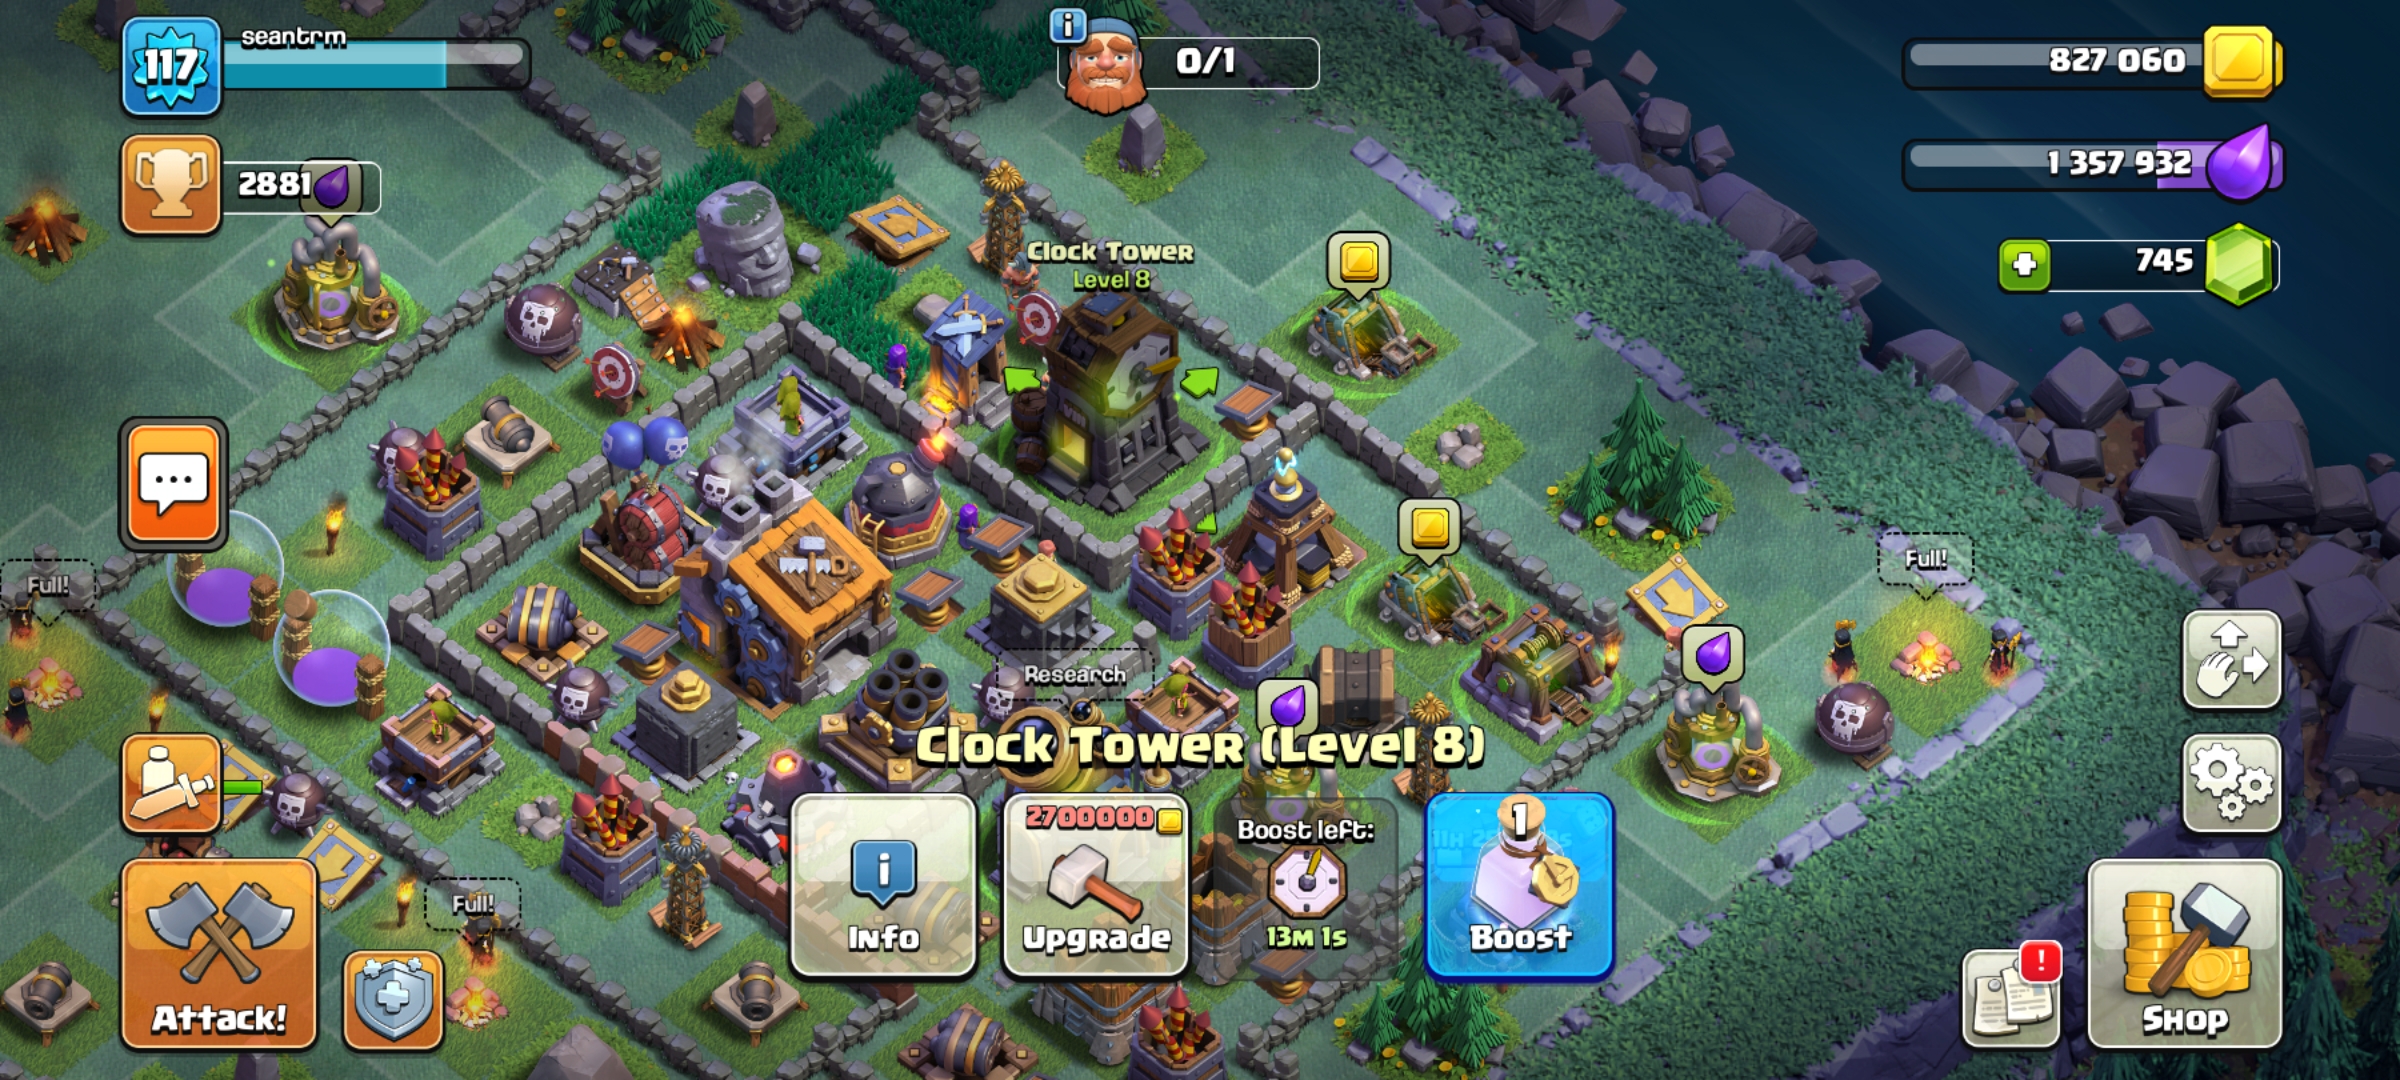 117
seantrm
0/1
827 060
2881
1 357 932
745
Clock Tower
Level 8
Full!
Full!
Research
Clock Tower (Level 8)
2700000
Boost left:
1
Info
Upgrade
13m 1s
Boost
Full!
Attack!
!
Shop